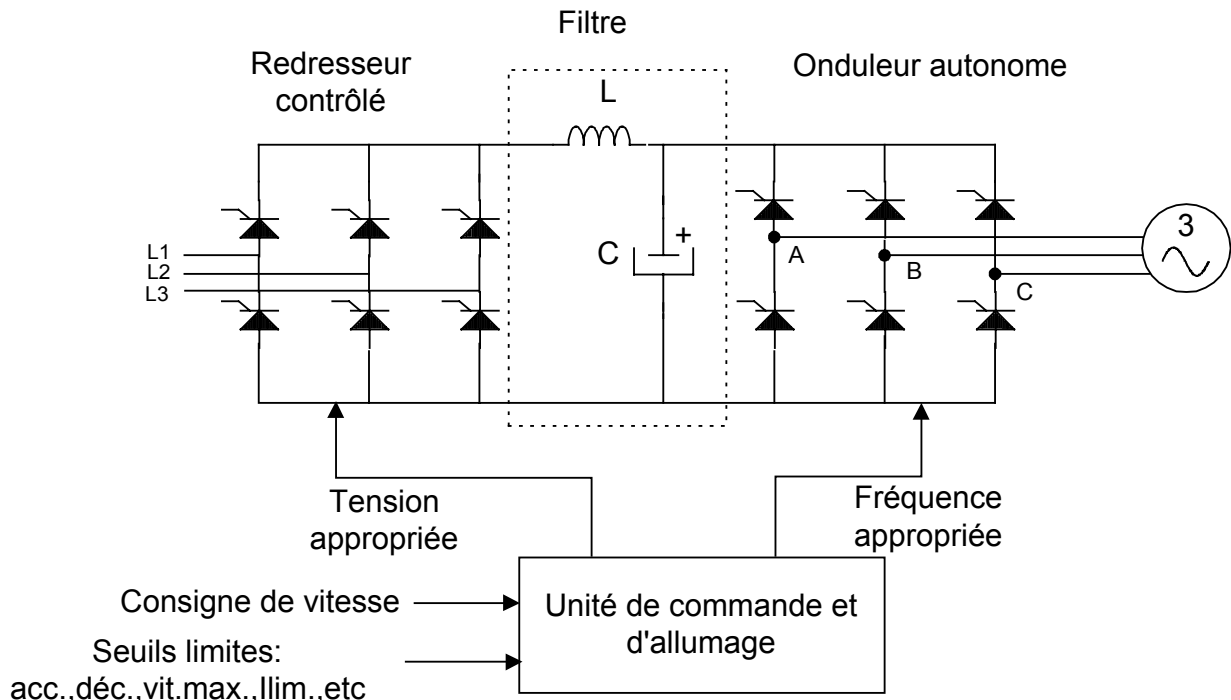 Filtre
Redresseur
contrôlé
Onduleur autonome
L
C
+
L1
L2
L3
A
B
C
3
Tension
appropriée
Fréquence
appropriée
Consigne de vitesse
Unité de commande et
d'allumage
Seuils limites:
acc.,déc.,vit.max.,Ilim.,etc